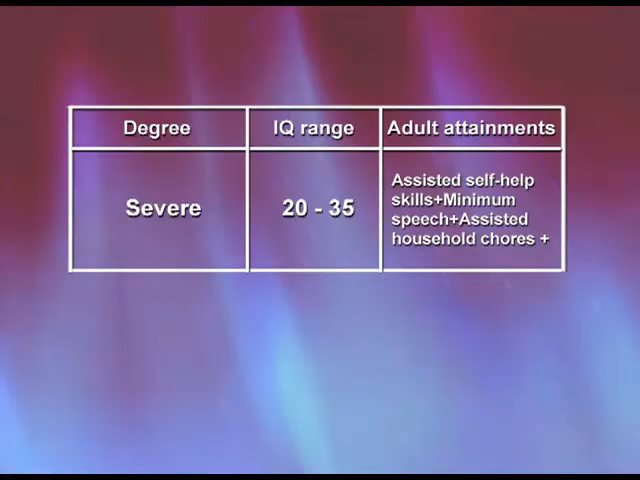 Degree IQ range Adult attainments
Severe 20 - 35 Assisted self-help
skills+Minimum
speech+Assisted
household chores +